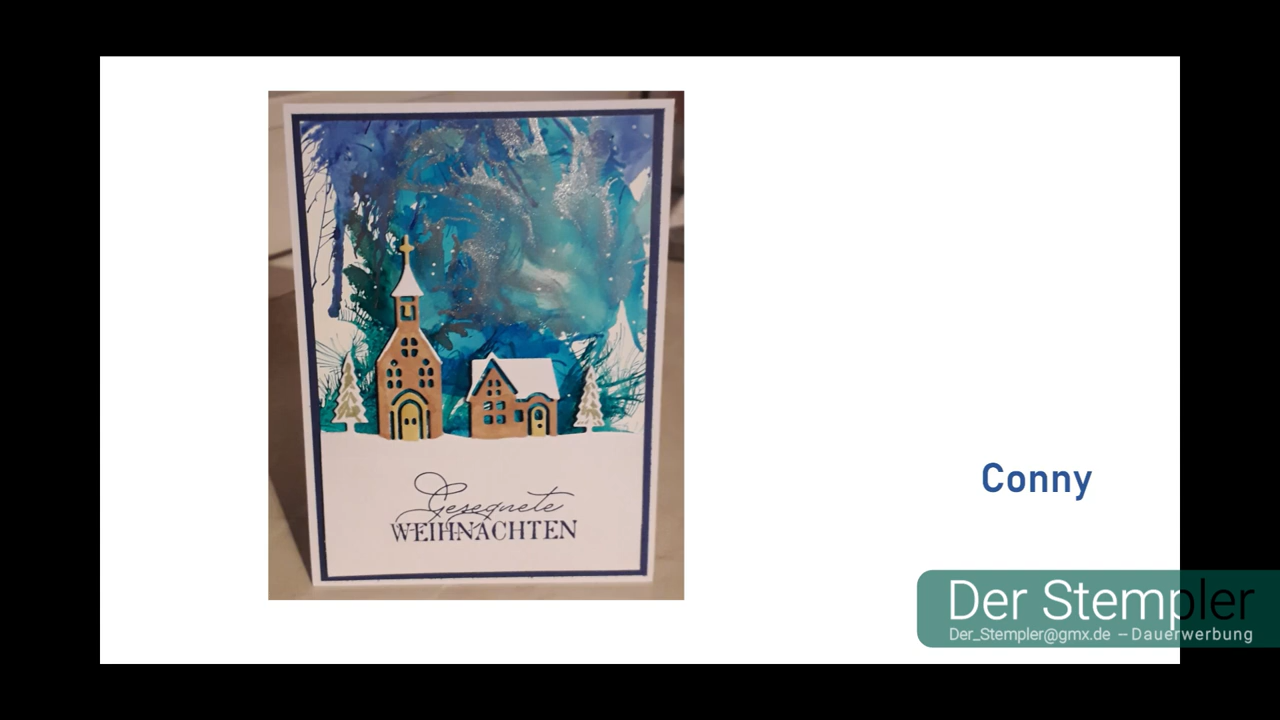 Gesegnete
WEIHNACHTEN
Conny
Der Stempler
Der_Stempler@gmx.de – Dauerwerbung